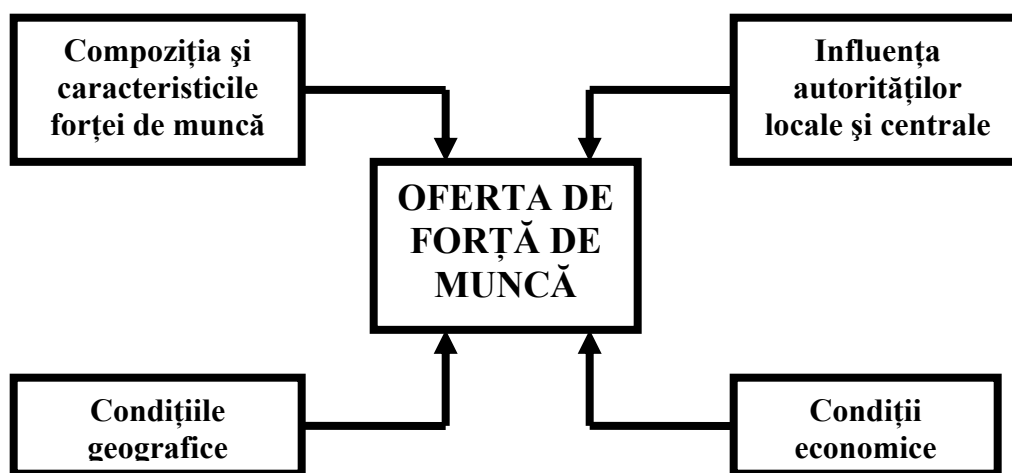 Compoziția şi
caracteristicile
forței de muncă
Influența
autorităților
locale şi centrale
OFERTA DE
FORȚĂ DE
MUNCĂ
Condițiile
geografice
Condiții
economice